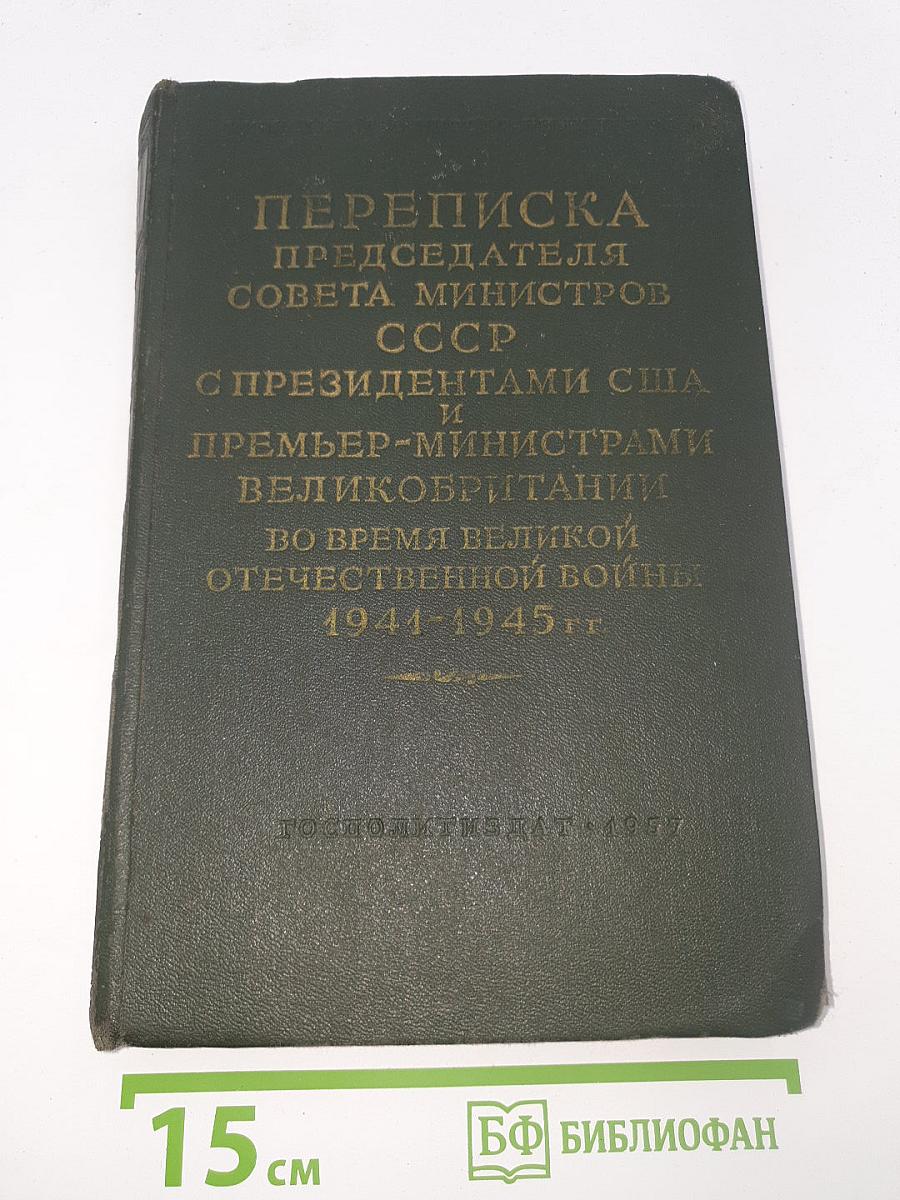 ПЕРЕПИСКА
ПРЕДСЕДАТЕЛЯ
СОВЕТА МИНИСТРОВ
СССР
С ПРЕЗИДЕНТАМИ США
И
ПРЕМЬЕР-МИНИСТРАМИ
ВЕЛИКОБРИТАНИИ
ВО ВРЕМЯ ВЕЛИКОЙ
ОТЕЧЕСТВЕННОЙ ВОЙНЫ
1941-1945 гг.
ГОСПОЛИТИЗДАТ · 1957
15 см
БФ БИБЛИОФАН